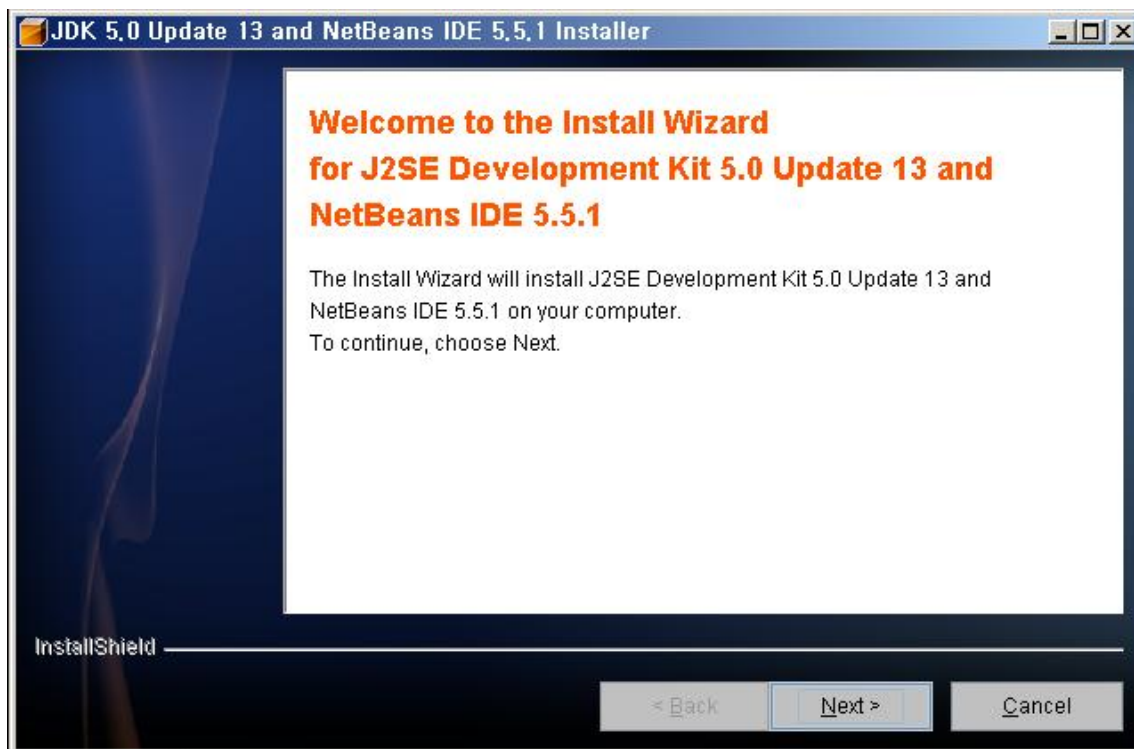 JDK 5.0 Update 13 and NetBeans IDE 5.5.1 Installer
Welcome to the Install Wizard
for J2SE Development Kit 5.0 Update 13 and
NetBeans IDE 5.5.1
The Install Wizard will install J2SE Development Kit 5.0 Update 13 and
NetBeans IDE 5.5.1 on your computer.
To continue, choose Next.
InstallShield
< Back
Next >
Cancel